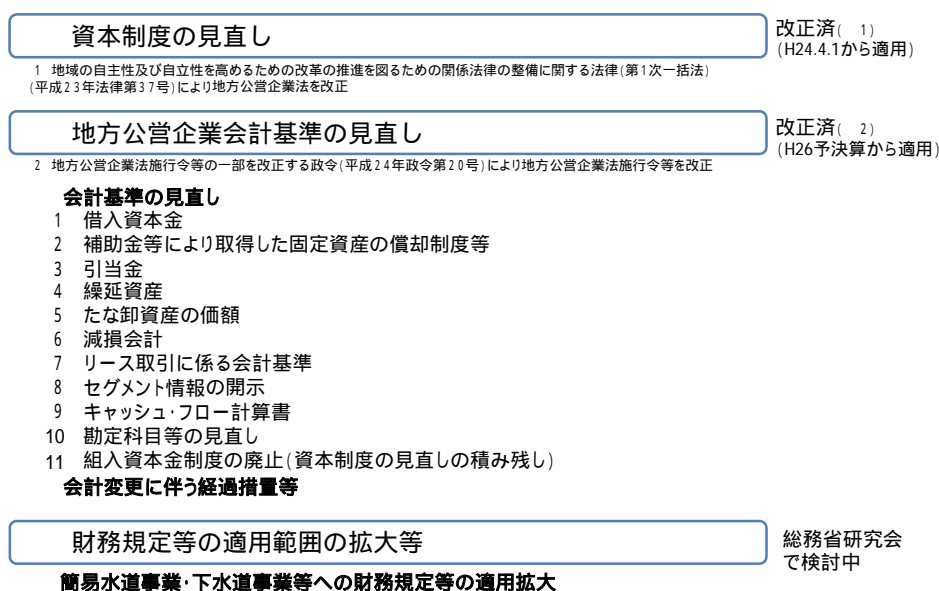 資本制度の見直し
改正済( 1)
(H24.4.1から適用)
1 地域の自主性及び自立性を高めるための改革の推進を図るための関係法律の整備に関する法律(第1次一括法)
(平成23年法律第37号)により地方公営企業法を改正
地方公営企業会計基準の見直し
改正済( 2)
(H26予決算から適用)
2 地方公営企業法施行令等の一部を改正する政令(平成24年政令第20号)により地方公営企業法施行令等を改正
会計基準の見直し
1 借入資本金
2 補助金等により取得した固定資産の償却制度等
3 引当金
4 繰延資産
5 たな卸資産の価額
6 減損会計
7 リース取引に係る会計基準
8 セグメント情報の開示
9 キャッシュ・フロー計算書
10 勘定科目等の見直し
11 組入資本金制度の廃止(資本制度の見直しの積み残し)
会計変更に伴う経過措置等
財務規定等の適用範囲の拡大等
総務省研究会
で検討中
簡易水道事業・下水道事業等への財務規定等の適用拡大